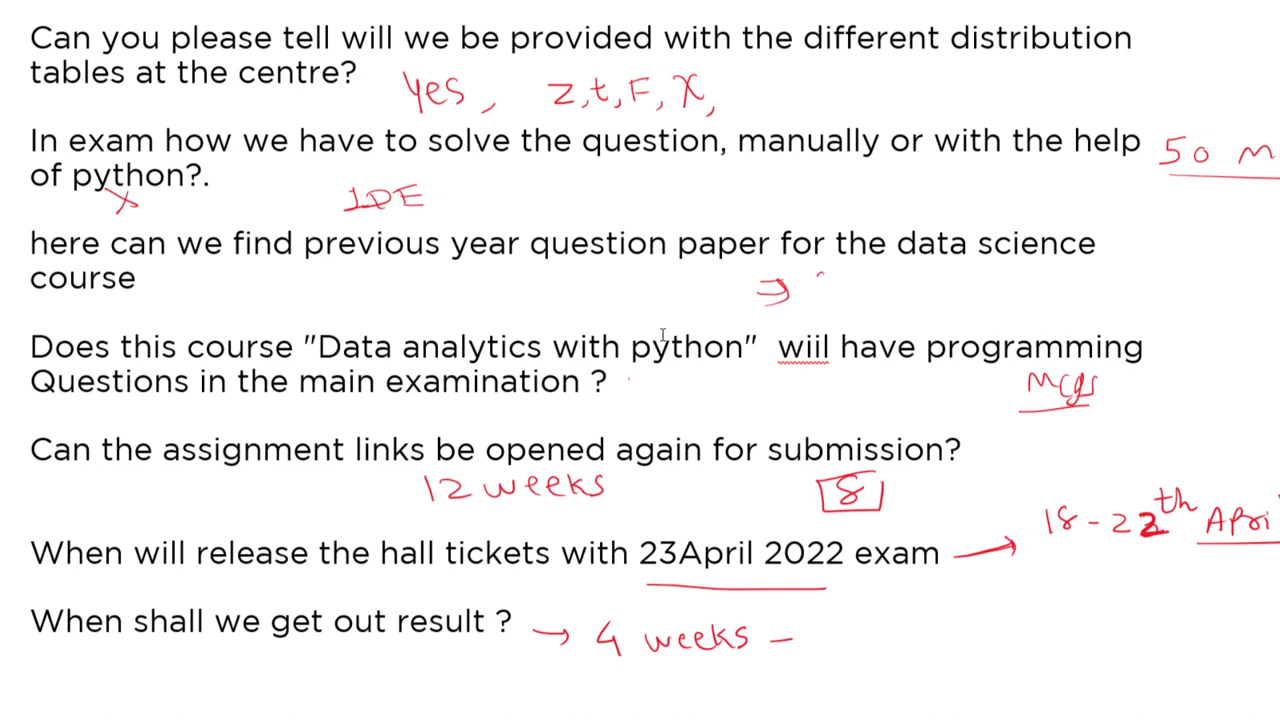 Can you please tell will we be provided with the different distribution
tables at the centre?
Yes, z, t, F, X,
In exam how we have to solve the question, manually or with the help
50 M
of python?.
X IDE
here can we find previous year question paper for the data science
course
Does this course "Data analytics with python" wiil have programming
Questions in the main examination ?
MCQs
Can the assignment links be opened again for submission?
12 weeks 8
18-22th April
When will release the hall tickets with 23April 2022 exam
When shall we get out result ?
4 weeks -